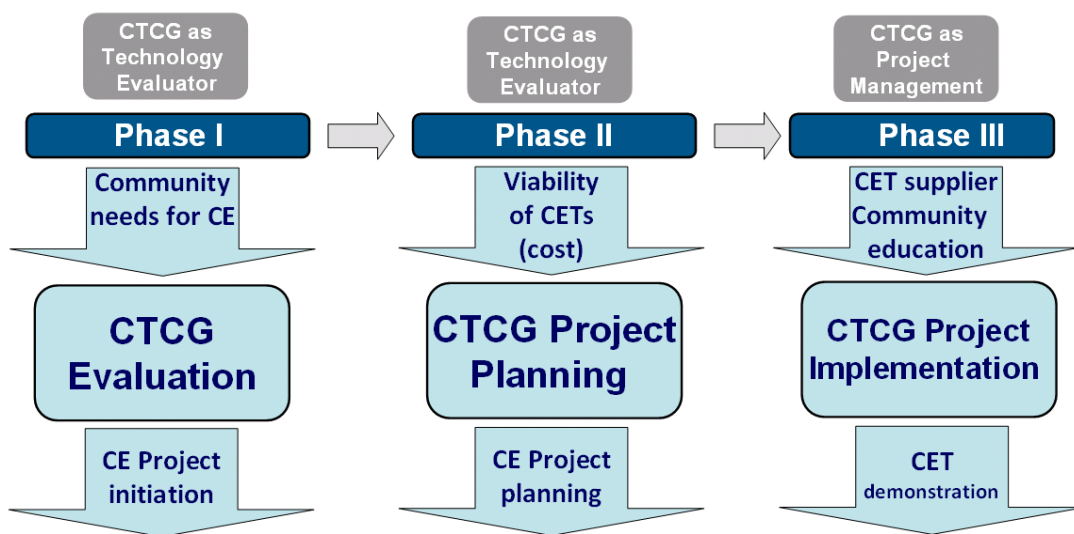 CTCG as
Technology
Evaluator
CTCG as
Technology
Evaluator
CTCG as
Project
Management
Phase I
Phase II
Phase III
Community
needs for CE
Viability
of CETs
(cost)
CET supplier
Community
education
CTCG
Evaluation
CTCG Project
Planning
CTCG Project
Implementation
CE Project
initiation
CE Project
planning
CET
demonstration